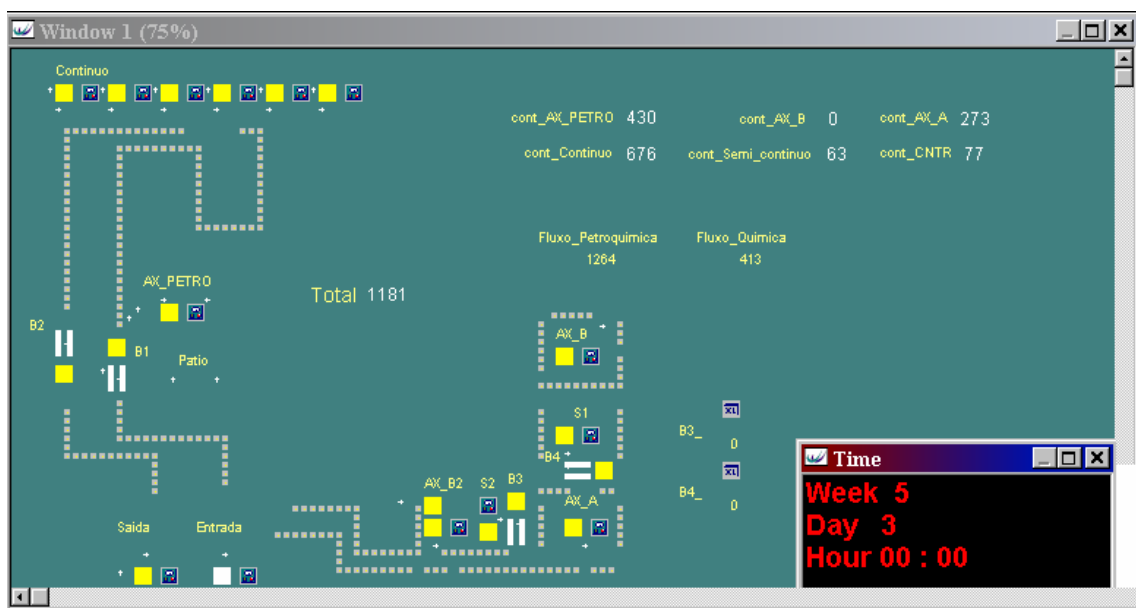 Window 1 (75%)
Continuo
cont_AX_PETRO 430 cont_AX_B 0 cont_AX_A 273
cont_Continuo 676 cont_Semi_continuo 63 cont_CNTR 77
Fluxo_Petroquimica Fluxo_Quimica
1264 413
AX_PETRO
Total 1181
B2
B1
Patio
AX_B
S1
B3_
0
B4
B4_
0
AX_B2 S2 B3
AX_A
Saida Entrada
Time
Week 5
Day 3
Hour 00 : 00